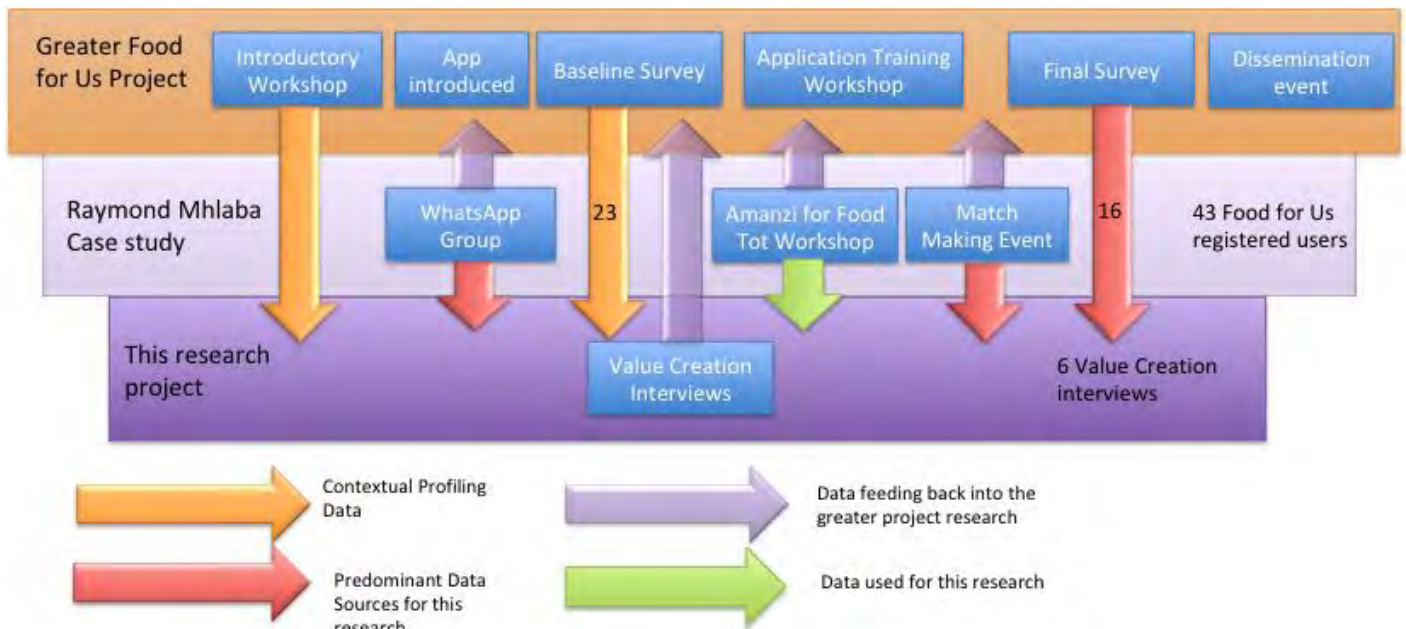 Greater Food
for Us Project
Introductory
Workshop
App
introduced
Baseline Survey
Application Training
Workshop
Final Survey
Dissemination
event
Raymond Mhlaba
Case study
WhatsApp
Group
23
Amanzi for Food
Tot Workshop
Match
Making Event
16
43 Food for Us
registered users
This research
project
Value Creation
Interviews
6 Value Creation
interviews
Contextual Profiling
Data
Data feeding back into the
greater project research
Predominant Data
Sources for this
research
Data used for this research